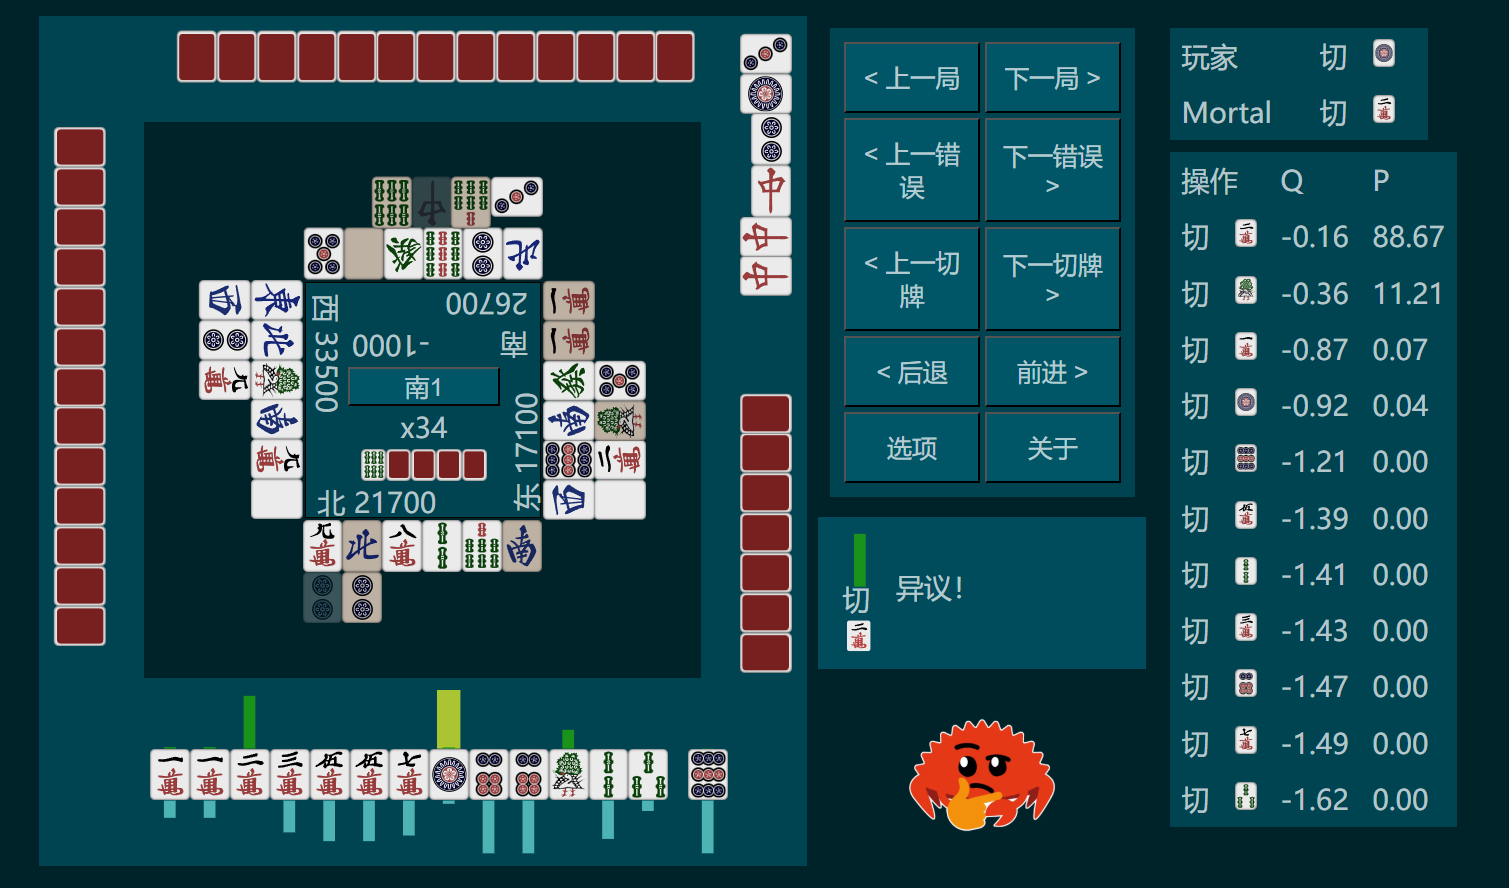 西 33500
26700
-1000
南
南1
x34
北 21700
东 17100
< 上一局
下一局 >
< 上一错
误
下一错误
>
< 上一切
牌
下一切牌
>
< 后退
前进 >
选项
关于
切
异议!
玩家 切
Mortal 切
操作 Q P
切 -0.16 88.67
切 -0.36 11.21
切 -0.87 0.07
切 -0.92 0.04
切 -1.21 0.00
切 -1.39 0.00
切 -1.41 0.00
切 -1.43 0.00
切 -1.47 0.00
切 -1.49 0.00
切 -1.62 0.00